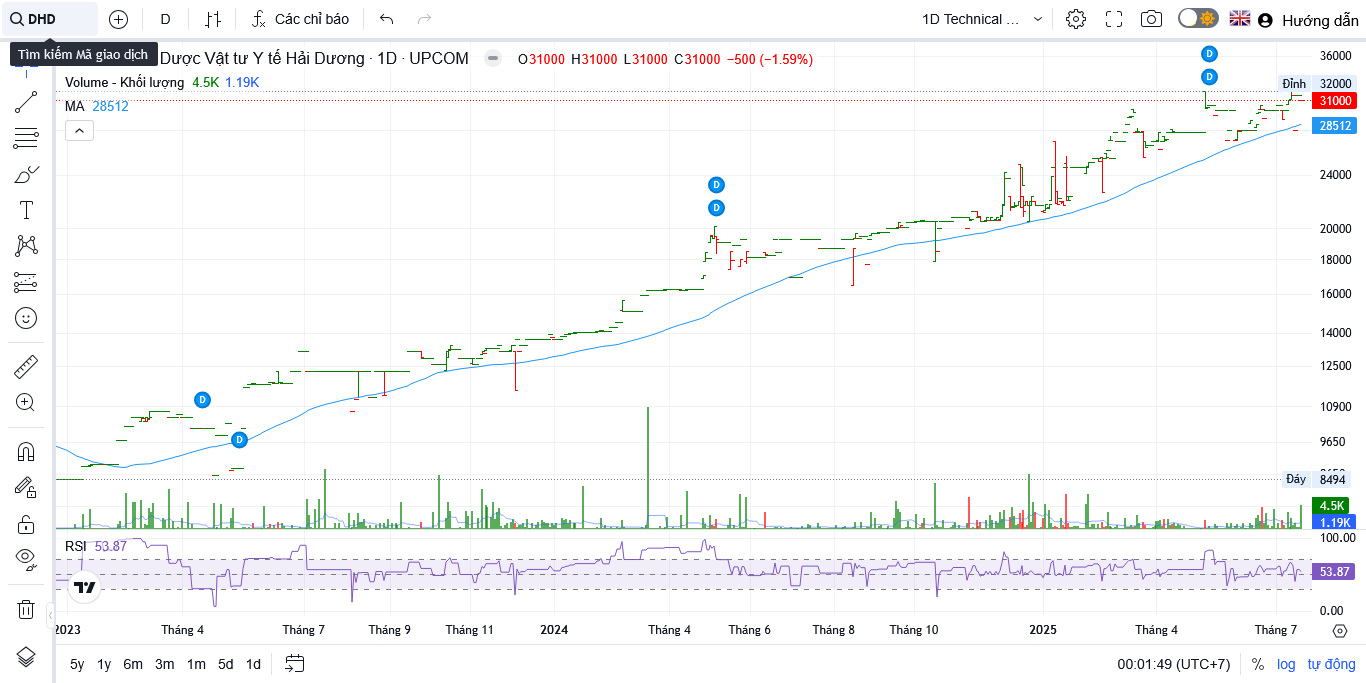 DHD
D
Các chỉ báo
1D Technical ...
Hướng dẫn
Tìm kiếm Mã giao dịch
Dược Vật tư Y tế Hải Dương · 1D · UPCOM
O31000 H31000 L31000 C31000 −500 (−1.59%)
Volume - Khối lượng 4.5K 1.19K
MA 28512
D
D
D
D
D
D
36000
Đỉnh 32000
31000
28512
24000
20000
18000
16000
14000
12500
10900
9650
Đáy 8494
4.5K
1.19K
RSI 53.87
100.00
53.87
0.00
2023
Tháng 4
Tháng 7
Tháng 9
Tháng 11
2024
Tháng 4
Tháng 6
Tháng 8
Tháng 10
2025
Tháng 4
Tháng 7
5y 1y 6m 3m 1m 5d 1d
00:01:49 (UTC+7)
% log tự động